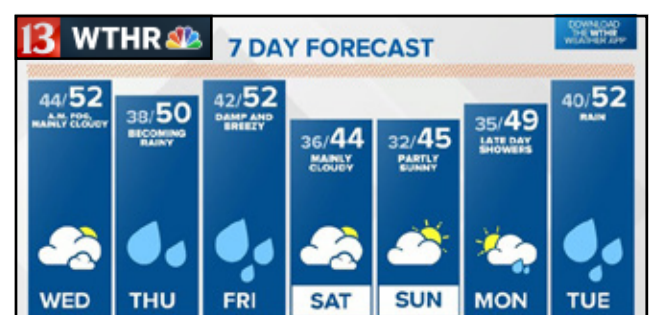 13 WTHR
7 DAY FORECAST
DOWNLOAD
THE WTHR
WEATHER APP
44/52
A.M. FOG,
MAINLY CLOUDY
WED
38/50
BECOMING
RAINY
THU
42/52
DAMP AND
BREEZY
FRI
36/44
MAINLY
CLOUDY
SAT
32/45
PARTLY
SUNNY
SUN
35/49
LATE DAY
SHOWERS
MON
40/52
RAIN
TUE